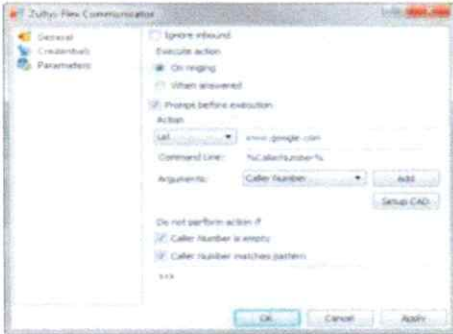 Zultys Flex Communicator
General
Credentials
Parameters
Ignore inbound
Execute action
On ringing
When answered
Prompt before execution
Action
Url www.google.com
Command Line: %CallerNumber%
Arguments: Caller Number Add
Setup CAD
Do not perform action if
Caller Number is empty
Caller Number matches pattern
OK Cancel Apply